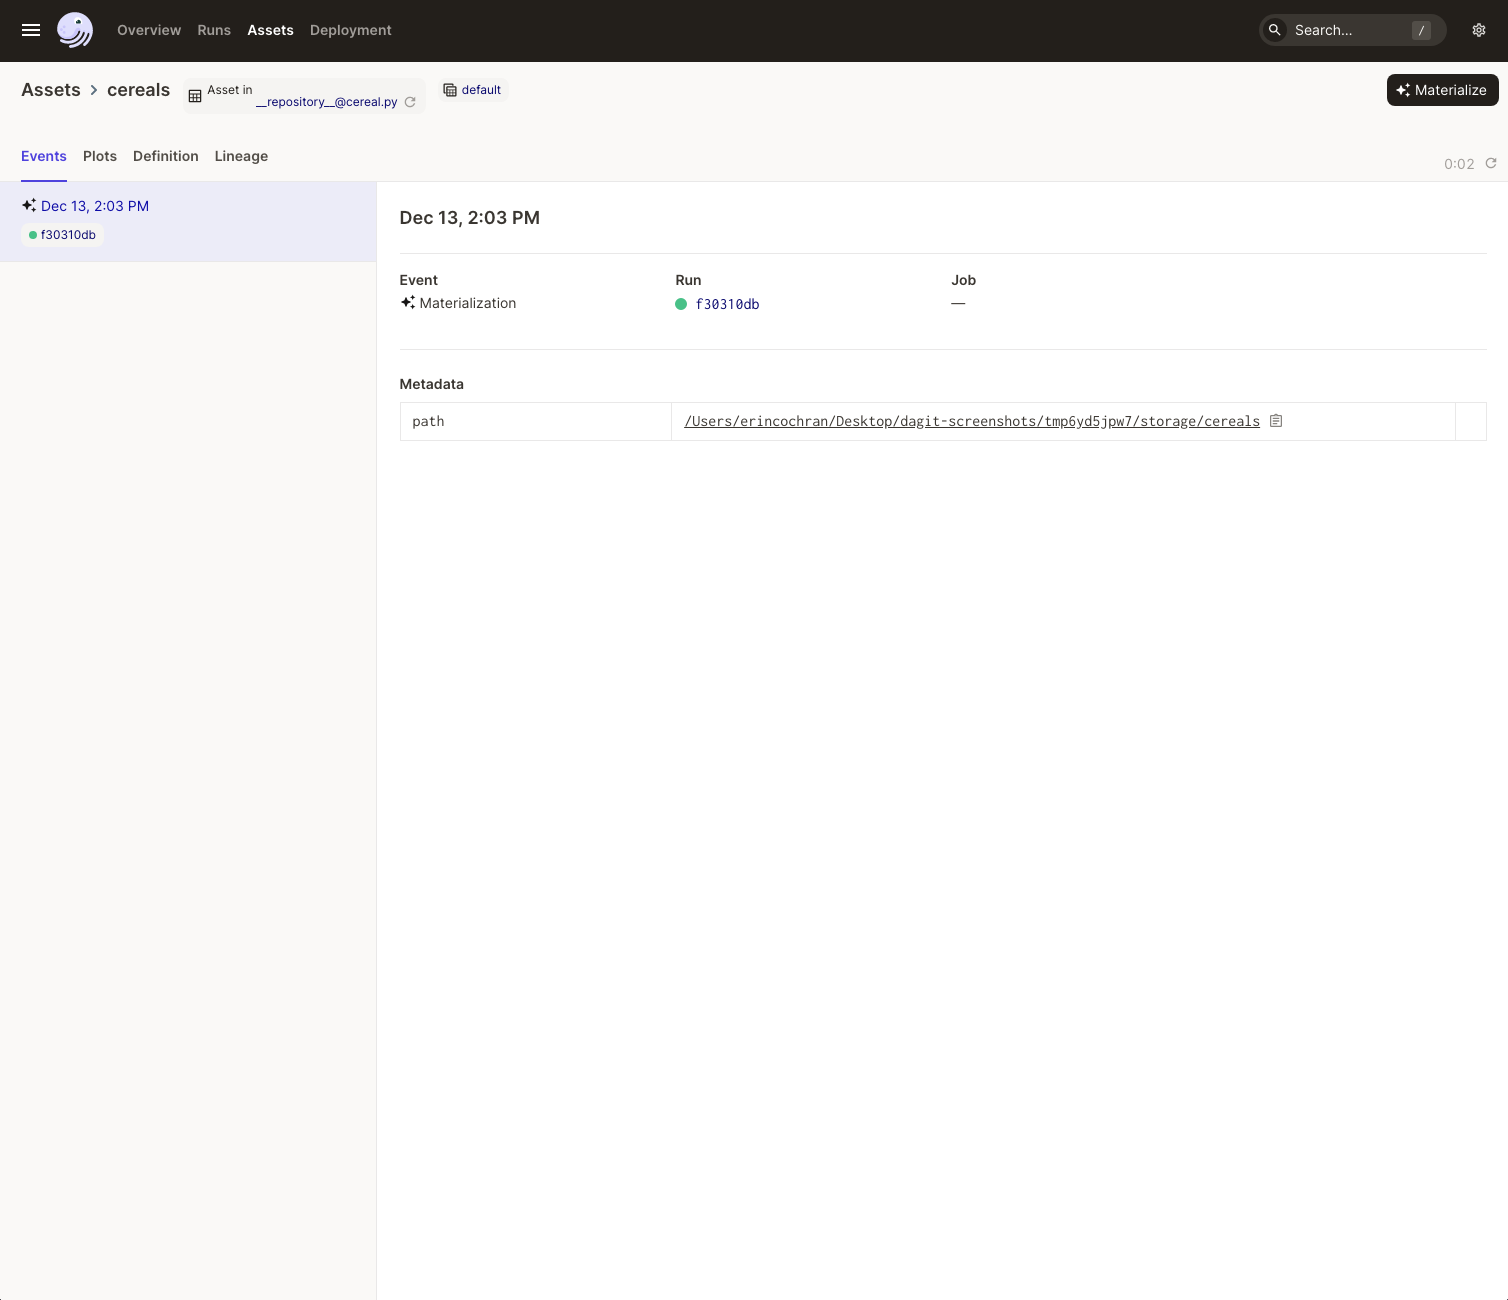 Overview Runs Assets Deployment
Search... /
Assets > cereals
Asset in
__repository__@cereal.py
default
Materialize
Events Plots Definition Lineage
0:02
Dec 13, 2:03 PM
f30310db
Dec 13, 2:03 PM
Event Run Job
Materialization f30310db —
Metadata
path /Users/erincochran/Desktop/dagit-screenshots/tmp6yd5jpw7/storage/cereals